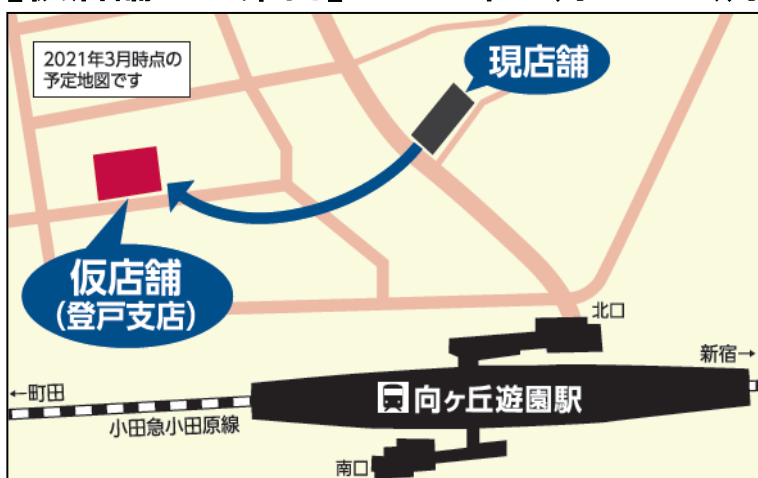 2021年3月時点の
予定地図です
現店舗
仮店舗
(登戸支店)
北口
新宿→
←町田
向ヶ丘遊園駅
小田急小田原線
南口